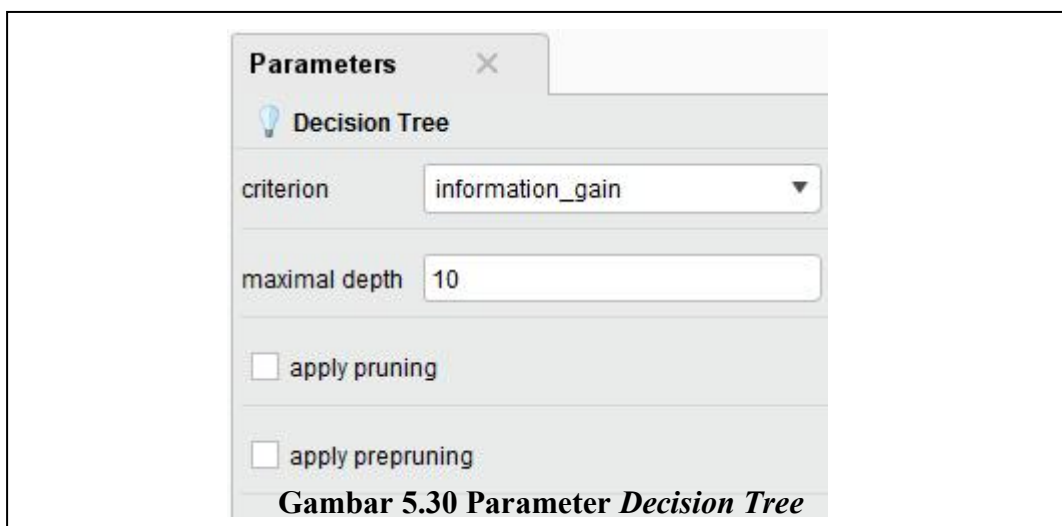 Parameters
Decision Tree
criterion information_gain
maximal depth 10
apply pruning
apply prepruning
Gambar 5.30 Parameter Decision Tree